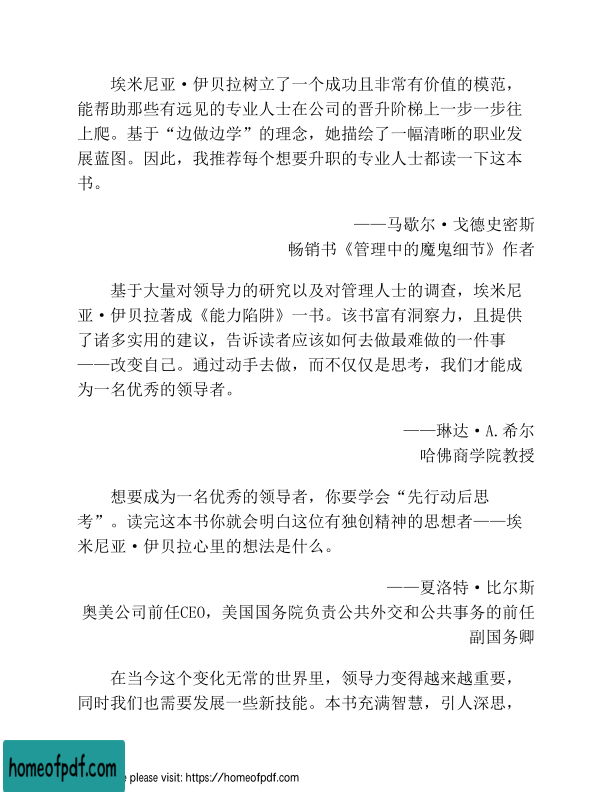 埃米尼亚·伊贝拉树立了一个成功且非常有价值的模范，
能帮助那些有远见的专业人士在公司的晋升阶梯上一步一步往
上爬。基于“边做边学”的理念，她描绘了一幅清晰的职业发
展蓝图。因此，我推荐每个想要升职的专业人士都读一下这本
书。
——马歇尔·戈德史密斯
畅销书《管理中的魔鬼细节》作者
基于大量对领导力的研究以及对管理人士的调查，埃米尼
亚·伊贝拉著成《能力陷阱》一书。该书富有洞察力，且提供
了诸多实用的建议，告诉读者应该如何去做最难做的一件事
——改变自己。通过动手去做，而不仅仅是思考，我们才能成
为一名优秀的领导者。
——琳达·A.希尔
哈佛商学院教授
想要成为一名优秀的领导者，你要学会“先行动后思
考”。读完这本书你就会明白这位有独创精神的思想者——埃
米尼亚·伊贝拉心里的想法是什么。
——夏洛特·比尔斯
奥美公司前任CEO，美国国务院负责公共外交和公共事务的前任
副国务卿
在当今这个变化无常的世界里，领导力变得越来越重要，
同时我们也需要发展一些新技能。本书充满智慧，引人深思，
homeofpdf.com
e please visit: https://homeofpdf.com